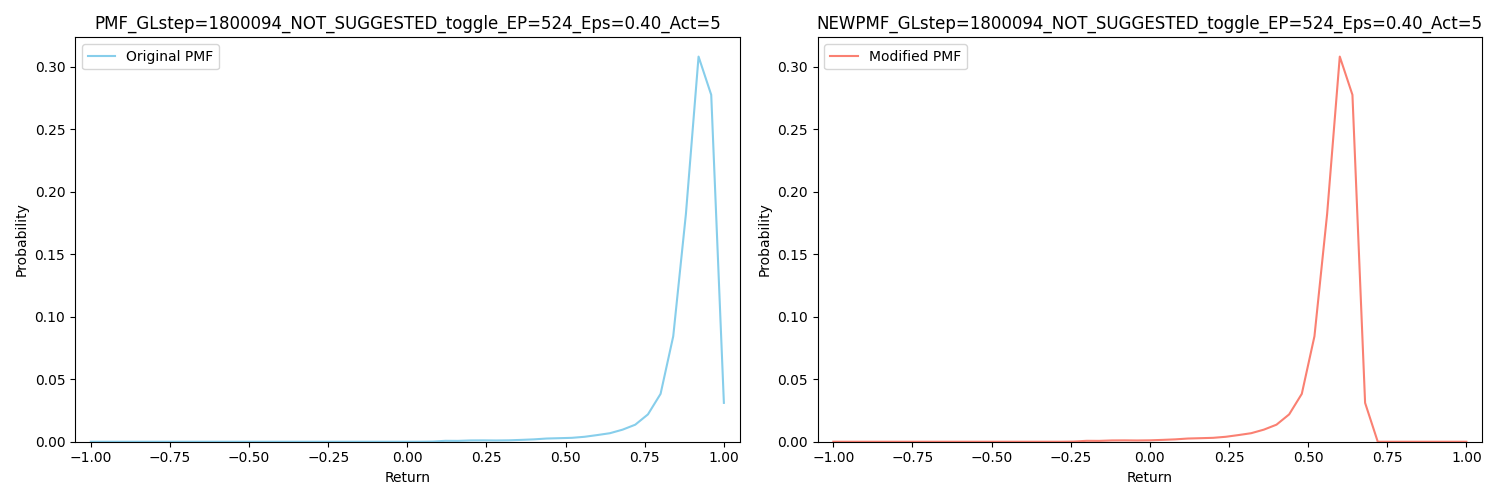 PMF_GLstep=1800094_NOT_SUGGESTED_toggle_EP=524_Eps=0.40_Act=5
Original PMF
0.30
0.25
0.20
0.15
0.10
0.05
0.00
Probability
−1.00 −0.75 −0.50 −0.25 0.00 0.25 0.50 0.75 1.00
Return
NEWPMF_GLstep=1800094_NOT_SUGGESTED_toggle_EP=524_Eps=0.40_Act=5
Modified PMF
0.30
0.25
0.20
0.15
0.10
0.05
0.00
Probability
−1.00 −0.75 −0.50 −0.25 0.00 0.25 0.50 0.75 1.00
Return